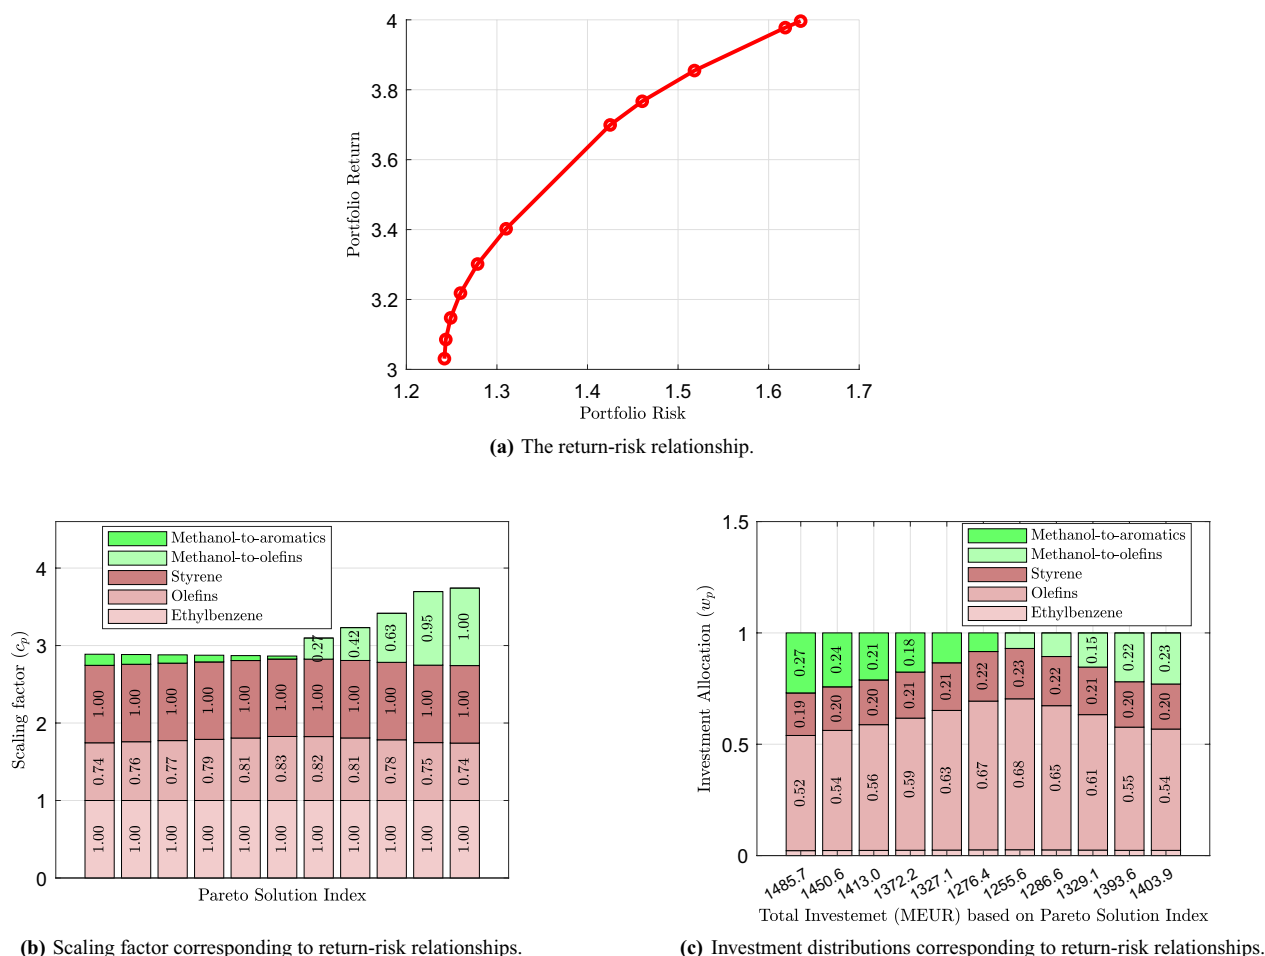 4
3.8
3.6
3.4
3.2
3
Portfolio Return
1.2 1.3 1.4 1.5 1.6 1.7
Portfolio Risk
(a) The return-risk relationship.
Methanol-to-aromatics
Methanol-to-olefins
Styrene
Olefins
Ethylbenzene
4
3
2
1
0
Scaling factor (cp)
0.27 0.42 0.63 0.95 1.00
1.00 1.00 1.00 1.00 1.00 1.00 1.00 1.00 1.00 1.00 1.00
0.74 0.76 0.77 0.79 0.81 0.83 0.82 0.81 0.78 0.75 0.74
1.00 1.00 1.00 1.00 1.00 1.00 1.00 1.00 1.00 1.00 1.00
Pareto Solution Index
(b) Scaling factor corresponding to return-risk relationships.
Methanol-to-aromatics
Methanol-to-olefins
Styrene
Olefins
Ethylbenzene
1.5
1
0.5
0
Investment Allocation (wp)
0.27 0.24 0.21 0.18 0.15 0.22 0.23
0.19 0.20 0.20 0.21 0.21 0.22 0.23 0.22 0.21 0.20 0.20
0.52 0.54 0.56 0.59 0.63 0.67 0.68 0.65 0.61 0.55 0.54
1485.7 1450.6 1413.0 1372.2 1327.1 1276.4 1255.6 1286.6 1329.1 1393.6 1403.9
Total Investemet (MEUR) based on Pareto Solution Index
(c) Investment distributions corresponding to return-risk relationships.